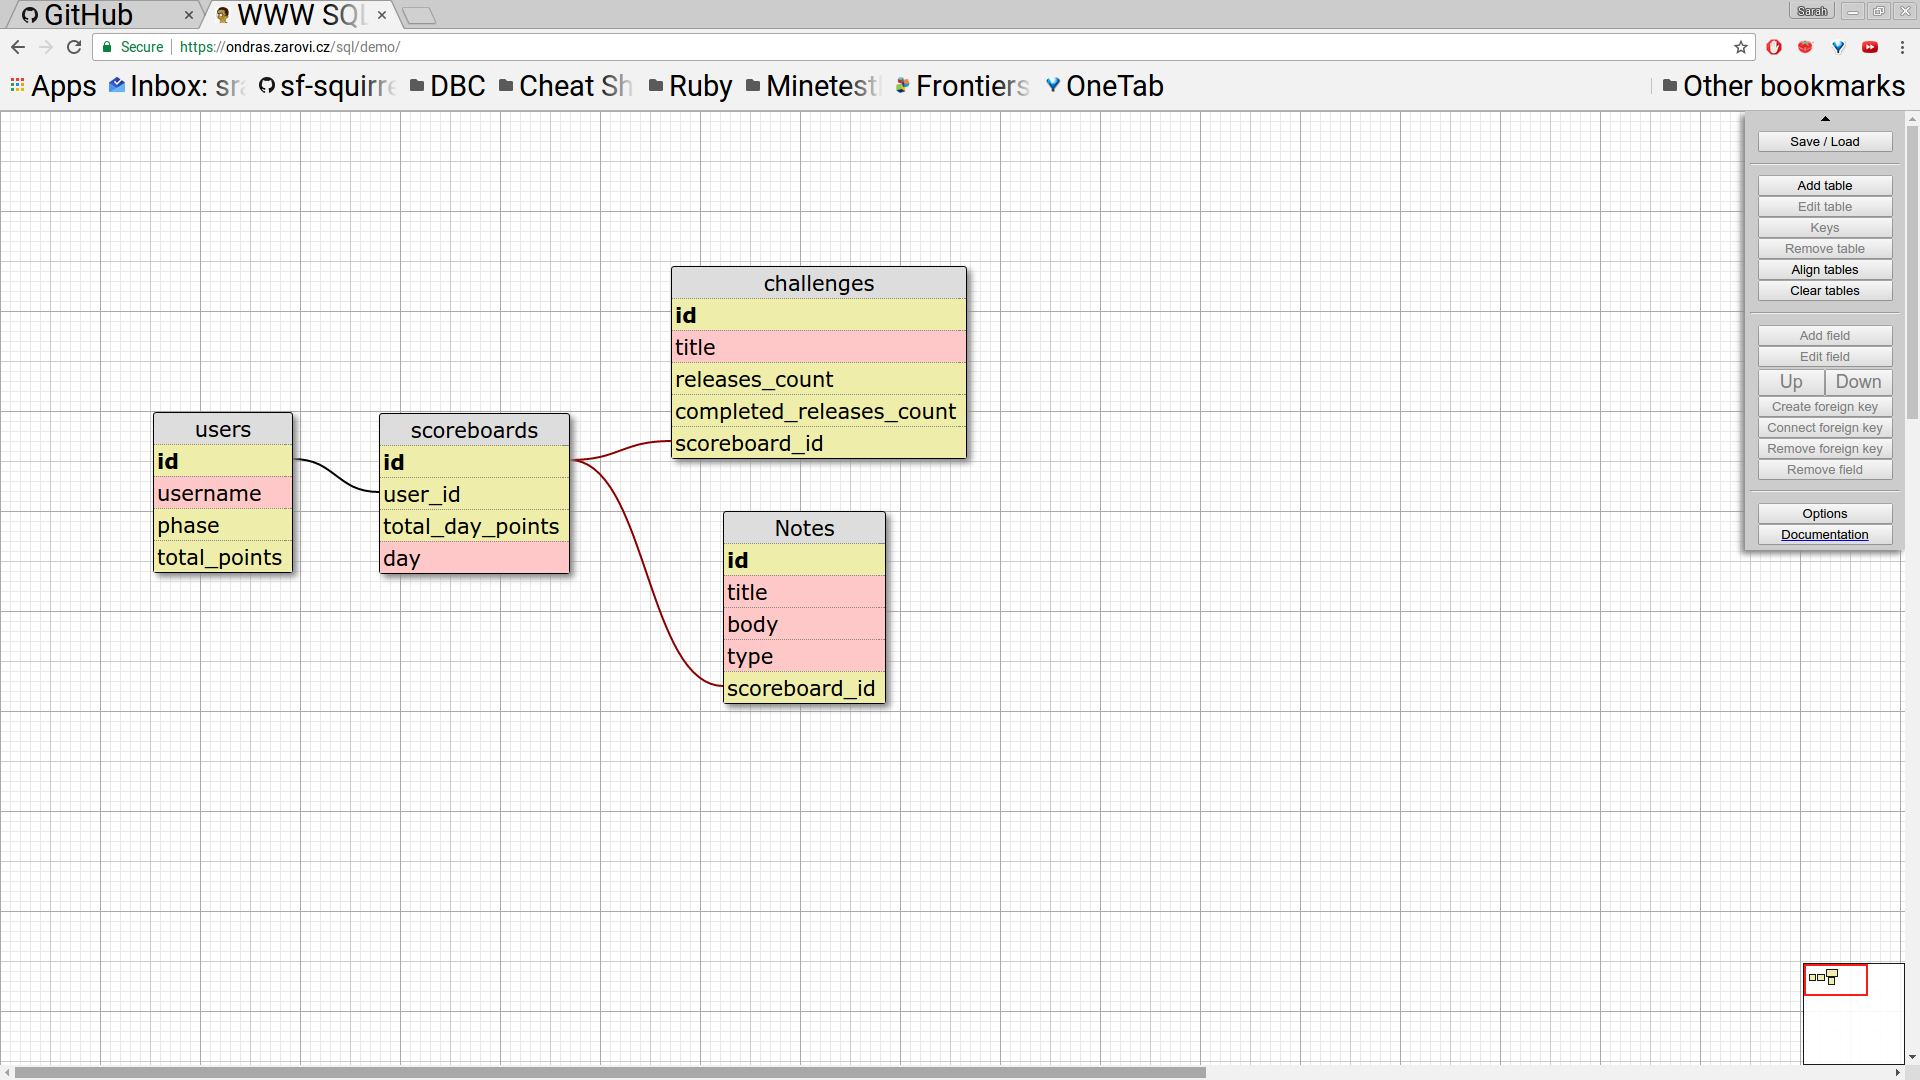 GitHub
WWW SQL
Sarah
Secure
https://ondras.zarovi.cz/sql/demo/
Apps
Inbox:
sf-squirre
DBC
Cheat Sh
Ruby
Minetest
Frontiers
OneTab
Other bookmarks
Save / Load
Add table
Edit table
Keys
Remove table
Align tables
Clear tables
Add field
Edit field
Up Down
Create foreign key
Connect foreign key
Remove foreign key
Remove field
Options
Documentation
users
id
username
phase
total_points
scoreboards
id
user_id
total_day_points
day
challenges
id
title
releases_count
completed_releases_count
scoreboard_id
Notes
id
title
body
type
scoreboard_id